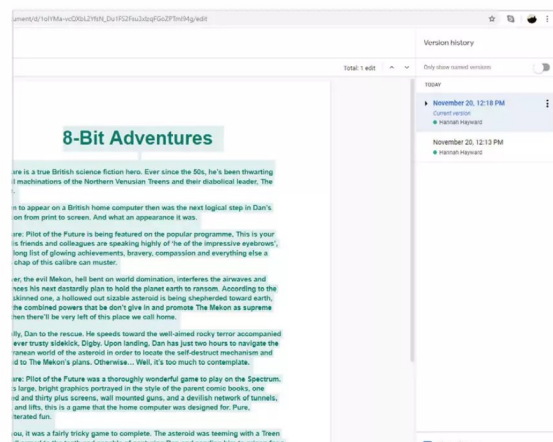 Version history
Total: 1 edit
Only show named versions
TODAY
November 20, 12:18 PM
Current version
Hannah Hayward
November 20, 12:13 PM
Hannah Hayward
8-Bit Adventures
is a true British science fiction hero. Ever since the 50s, he's been thwarting
machinations of the Northern Venusian Treens and their diabolical leader, The
to appear on a British home computer then was the next logical step in Dan's
on from print to screen. And what an appearance it was.
Pilot of the Future is being featured on the popular programme, This is your
is friends and colleagues are speaking highly of 'he of the impressive eyebrows',
long list of glowing achievements, bravery, compassion and everything else a
chap of this calibre can muster.
the evil Mekon, hell bent on world domination, interferes the airwaves and
his next dastardly plan to hold the planet earth to ransom. According to the
skinned one, a hollowed out sizable asteroid is being shepherded toward earth,
the combined powers that be don't give in and promote The Mekon as supreme
then there'll be very left of this place we call home.
Dan to the rescue. He speeds toward the well-aimed rocky terror accompanied
ever trusty sidekick, Digby. Upon landing, Dan has just two hours to navigate the
world of the asteroid in order to locate the self-destruct mechanism and
to The Mekon's plans. Otherwise... Well, it's too much to contemplate.
Pilot of the Future was a thoroughly wonderful game to play on the Spectrum.
large, bright graphics portrayed in the style of the parent comic books, one
and thirty plus screens, wall mounted guns, and a devilish network of tunnels,
and lifts, this is a game that the home computer was designed for. Pure,
fun.
it was a fairly tricky game to complete. The asteroid was teeming with a Treen